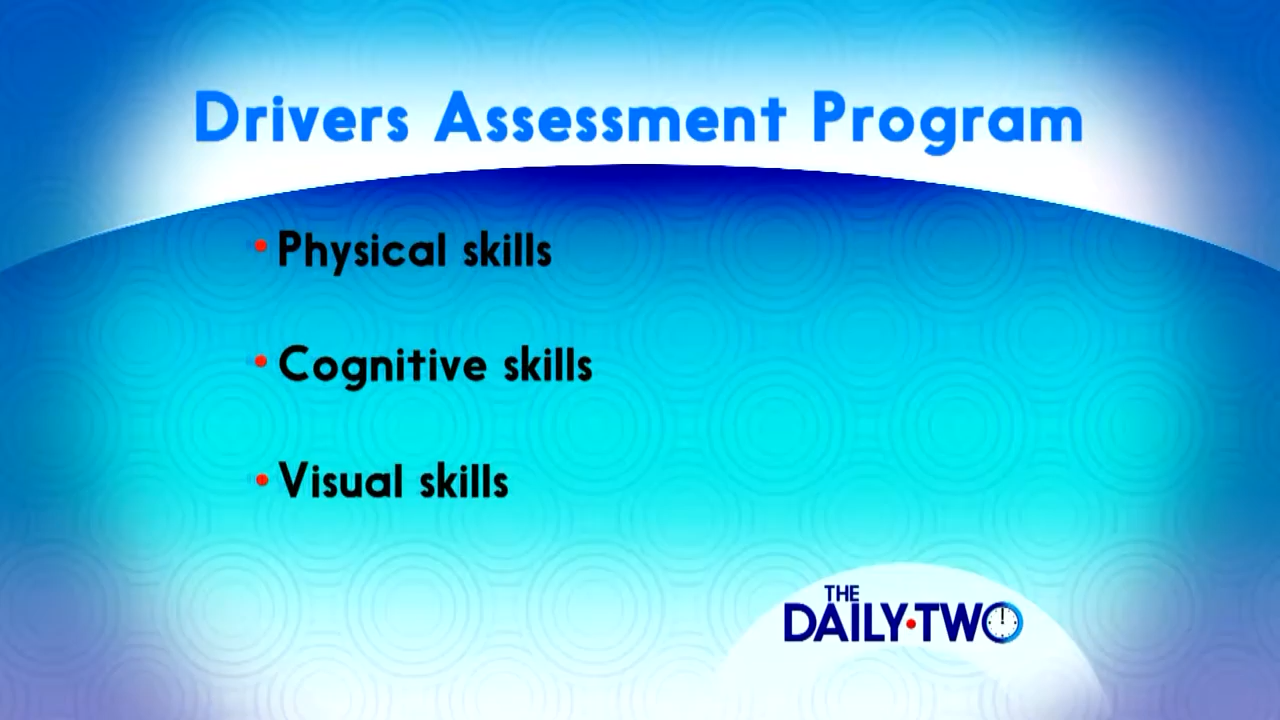 Drivers Assessment Program
• Physical skills
• Cognitive skills
• Visual skills
THE
DAILY•TWO